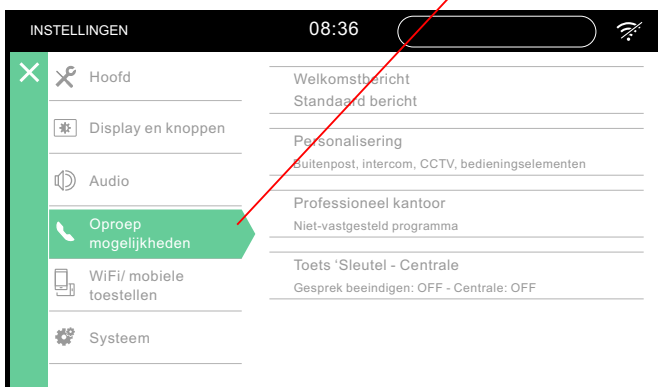 INSTELLINGEN
08:36
Hoofd
Display en knoppen
Audio
Oproep
mogelijkheden
WiFi/ mobiele
toestellen
Systeem
Welkomstbericht
Standaard bericht
Personalisering
Buitenpost, intercom, CCTV, bedieningselementen
Professioneel kantoor
Niet-vastgesteld programma
Toets ‘Sleutel - Centrale
Gesprek beeindigen: OFF - Centrale: OFF